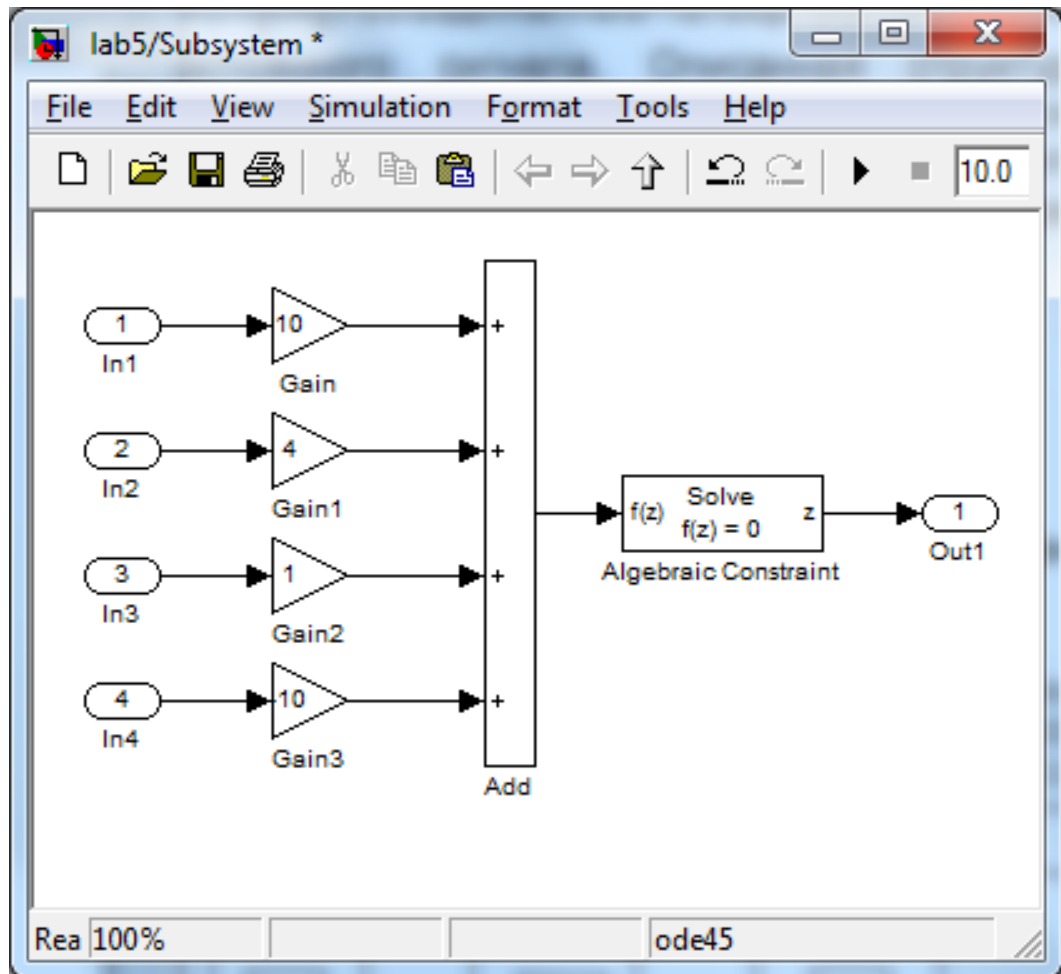 lab5/Subsystem *
File Edit View Simulation Format Tools Help
10.0
1
In1
10
Gain
+
2
In2
4
Gain1
+
3
In3
1
Gain2
+
4
In4
-10
Gain3
+
Add
f(z) Solve z
f(z) = 0
Algebraic Constraint
1
Out1
Rea 100% ode45